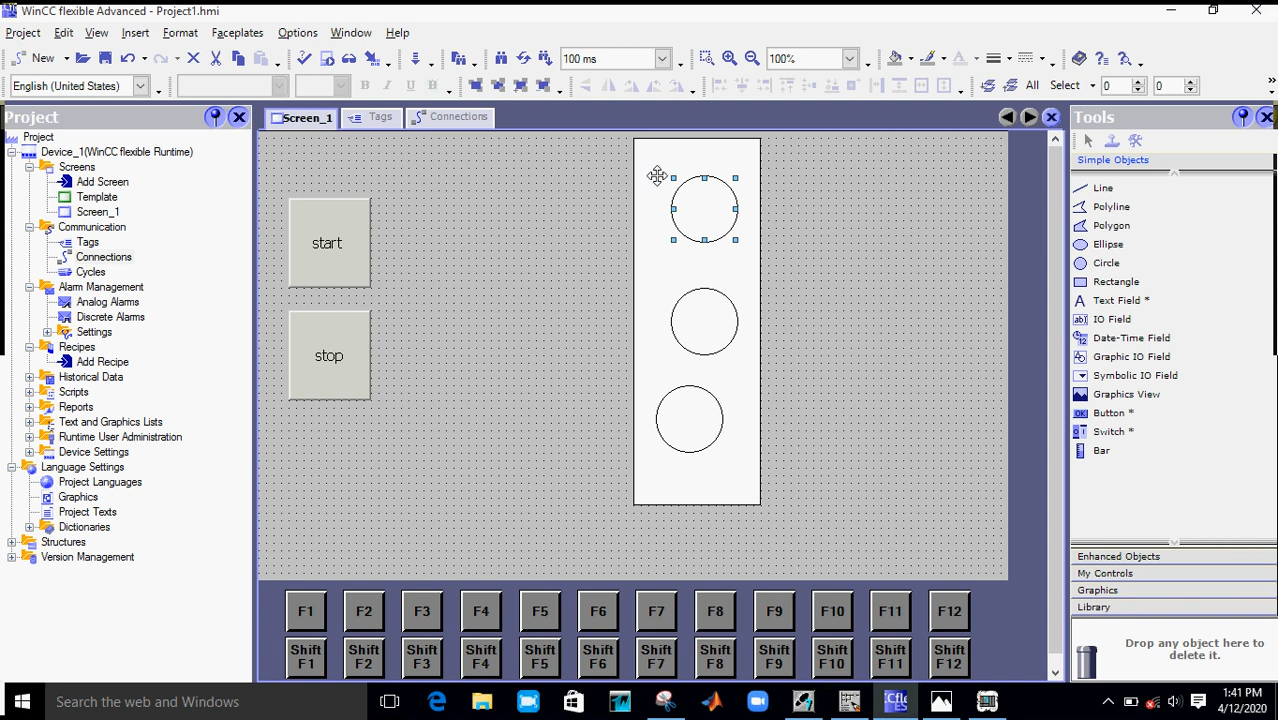 WinCC flexible Advanced - Project1.hmi
Project Edit View Insert Format Faceplates Options Window Help
New 100 ms 100%
English (United States) B I U All Select 0 0
Project
Screen_1 Tags Connections
Tools
Project
Device_1(WinCC flexible Runtime)
Screens
Add Screen
Template
Screen_1
Communication
Tags
Connections
Cycles
Alarm Management
Analog Alarms
Discrete Alarms
Settings
Recipes
Add Recipe
Historical Data
Scripts
Reports
Text and Graphics Lists
Runtime User Administration
Device Settings
Language Settings
Project Languages
Graphics
Project Texts
Dictionaries
Structures
Version Management
start
stop
F1 F2 F3 F4 F5 F6 F7 F8 F9 F10 F11 F12
Shift Shift Shift Shift Shift Shift Shift Shift Shift Shift Shift Shift
F1 F2 F3 F4 F5 F6 F7 F8 F9 F10 F11 F12
Simple Objects
Line
Polyline
Polygon
Ellipse
Circle
Rectangle
A Text Field *
IO Field
Date-Time Field
Graphic IO Field
Symbolic IO Field
Graphics View
OK Button *
Switch *
Bar
Enhanced Objects
My Controls
Graphics
Library
Drop any object here to
delete it.
Search the web and Windows
1:41 PM
4/12/2020